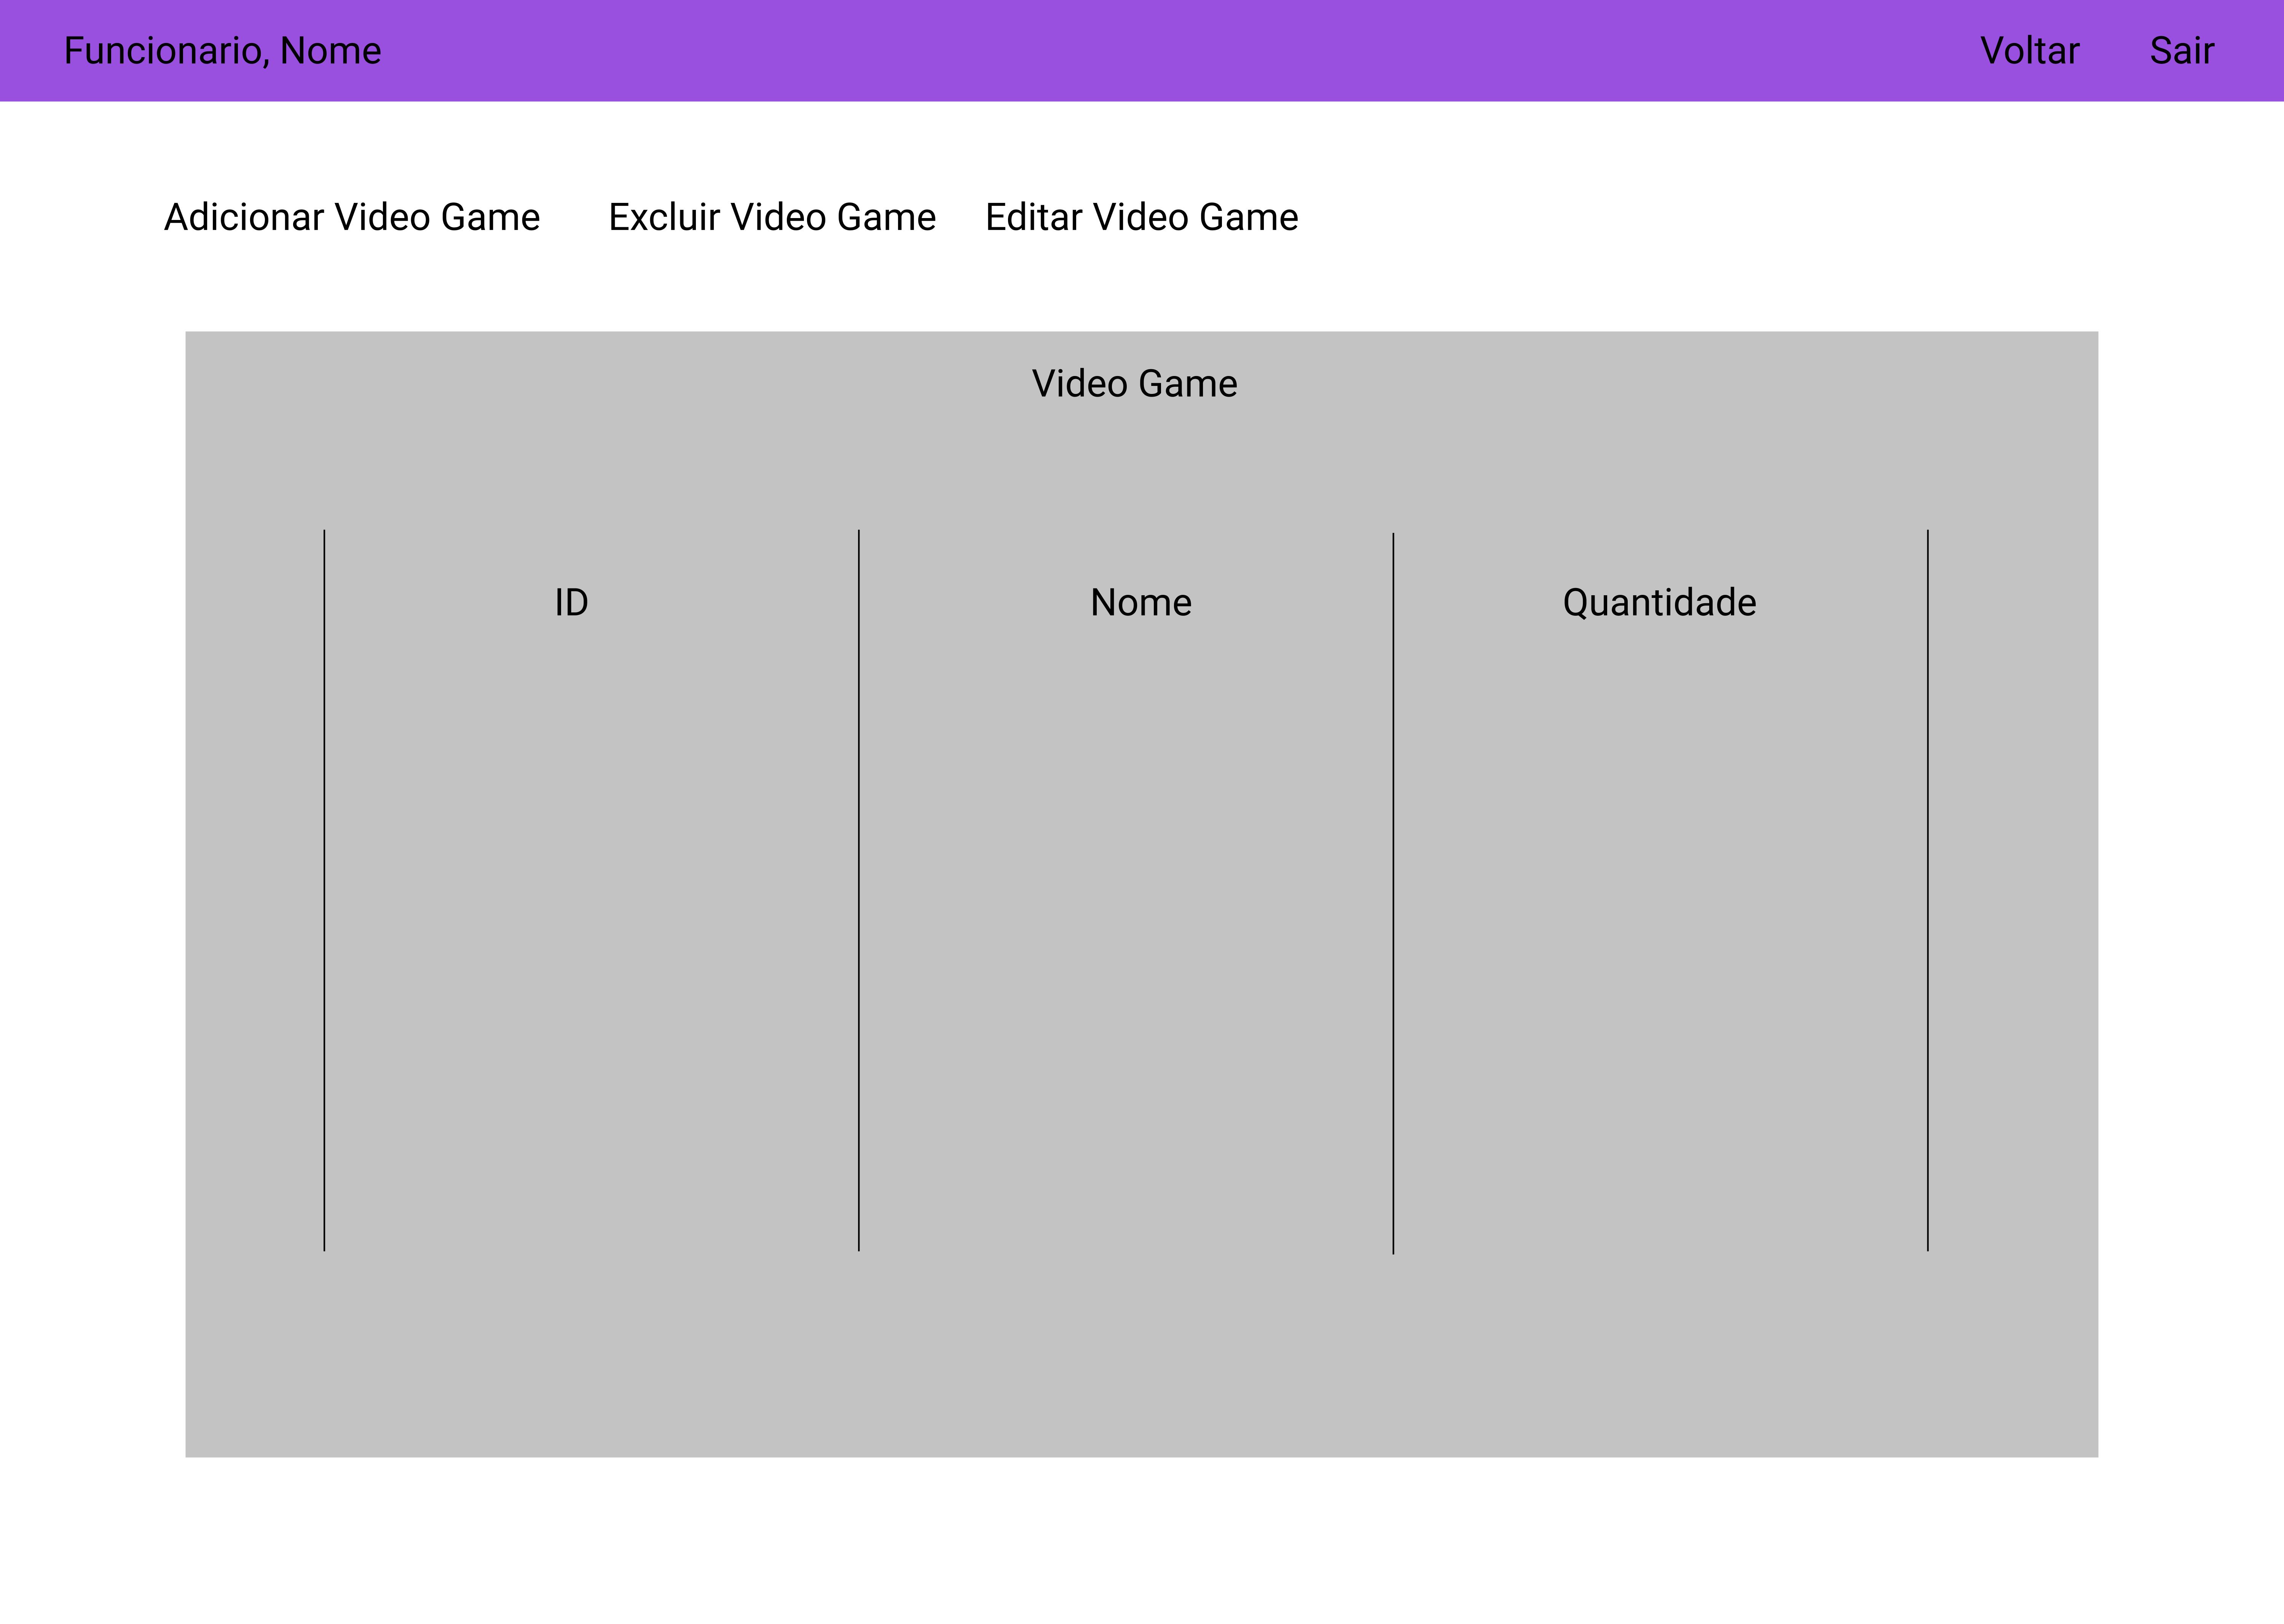 Funcionario, Nome Voltar Sair
Adicionar Video Game Excluir Video Game Editar Video Game
Video Game
ID Nome Quantidade